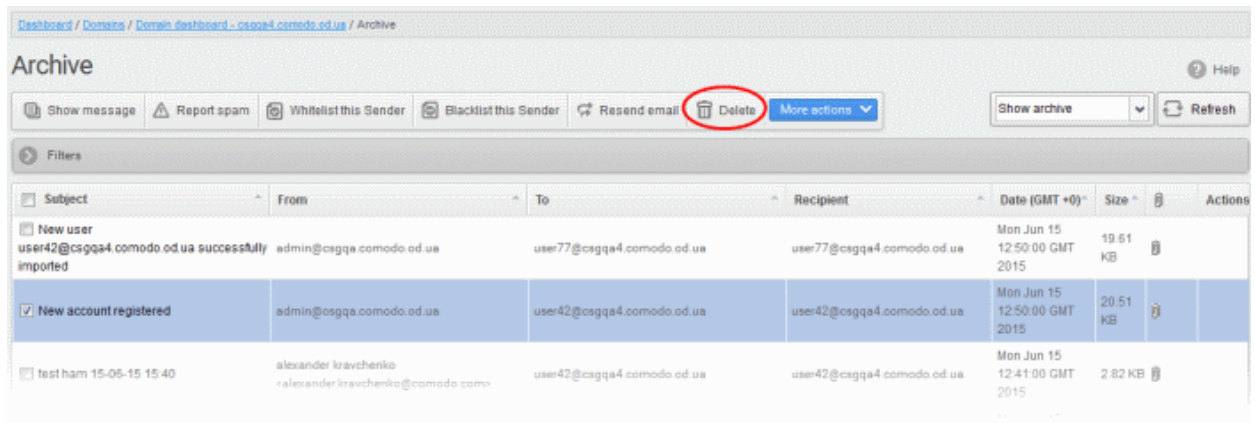 Dashboard / Domains / Domain dashboard - csgqa4.comodo.od.ua / Archive
Archive
Help
Show message Report spam Whitelist this Sender Blacklist this Sender Resend email Delete More actions Show archive Refresh
Filters
Subject From To Recipient Date (GMT +0) Size Actions
New user
user42@csgqa4.comodo.od.ua successfully
imported
admin@csgqa.comodo.od.ua
user77@csgqa4.comodo.od.ua
user77@csgqa4.comodo.od.ua
Mon Jun 15
12:50:00 GMT
2015
19.61
KB
New account registered
admin@csgqa.comodo.od.ua
user42@csgqa4.comodo.od.ua
user42@csgqa4.comodo.od.ua
Mon Jun 15
12:50:00 GMT
2015
20.51
KB
test ham 15-06-15 15:40
alexander kravchenko
<alexander.kravchenko@comodo.com>
user42@csgqa4.comodo.od.ua
user42@csgqa4.comodo.od.ua
Mon Jun 15
12:41:00 GMT
2015
2.82 KB